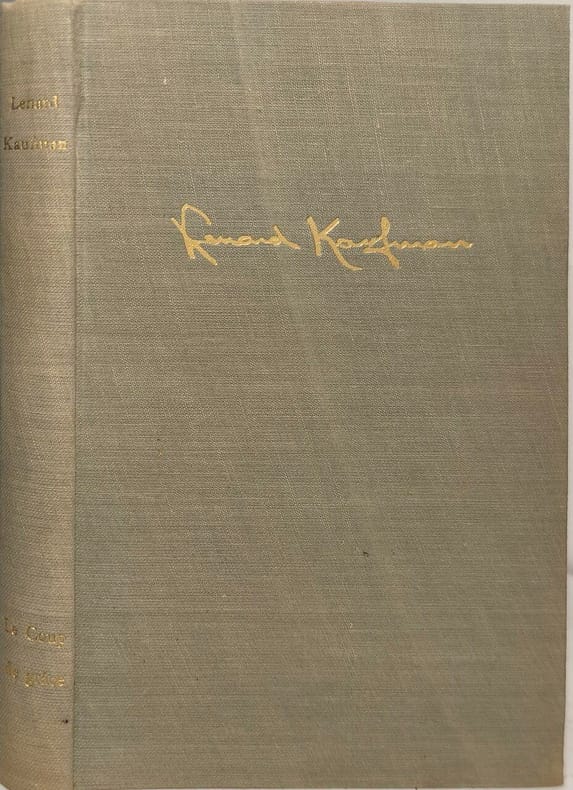 Lenard
Kaufman
Lenard Kaufman
Le Coup
de grâce